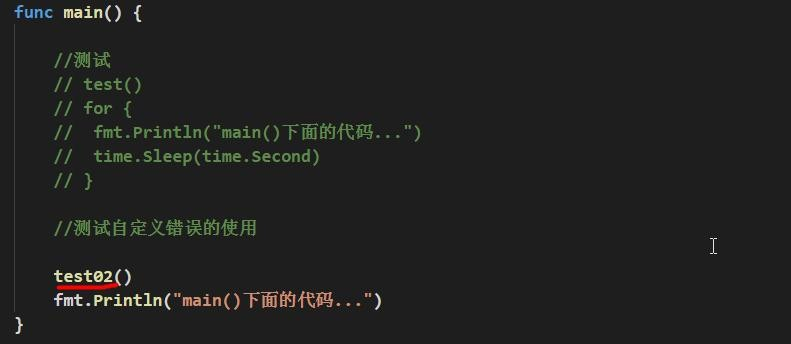 func main() {
//测试
// test()
// for {
//  fmt.Println("main()下面的代码...")
//  time.Sleep(time.Second)
// }
//测试自定义错误的使用
test02()
fmt.Println("main()下面的代码...")
}